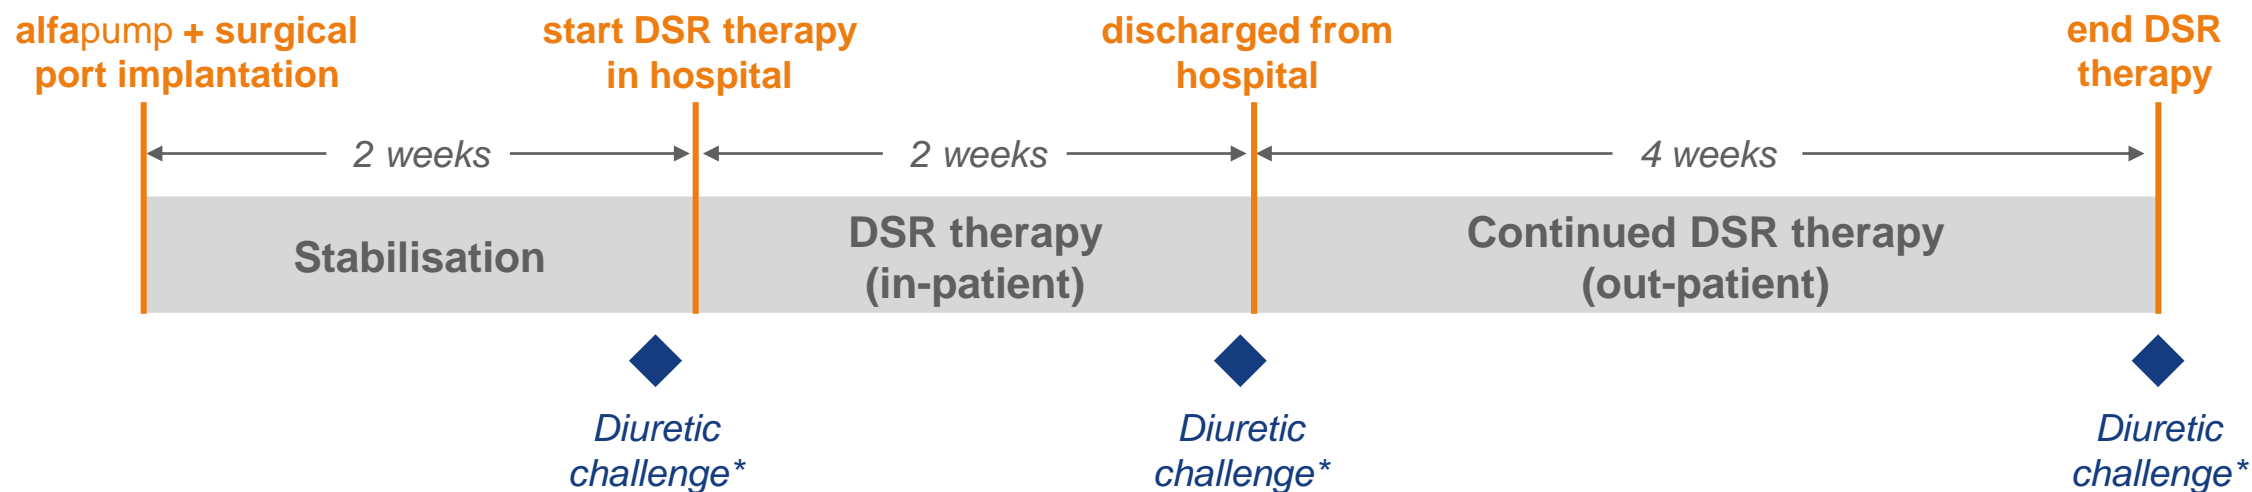 alfapump + surgical
port implantation
start DSR therapy
in hospital
discharged from
hospital
end DSR
therapy
2 weeks
2 weeks
4 weeks
Stabilisation
DSR therapy
(in-patient)
Continued DSR therapy
(out-patient)
Diuretic
challenge*
Diuretic
challenge*
Diuretic
challenge*